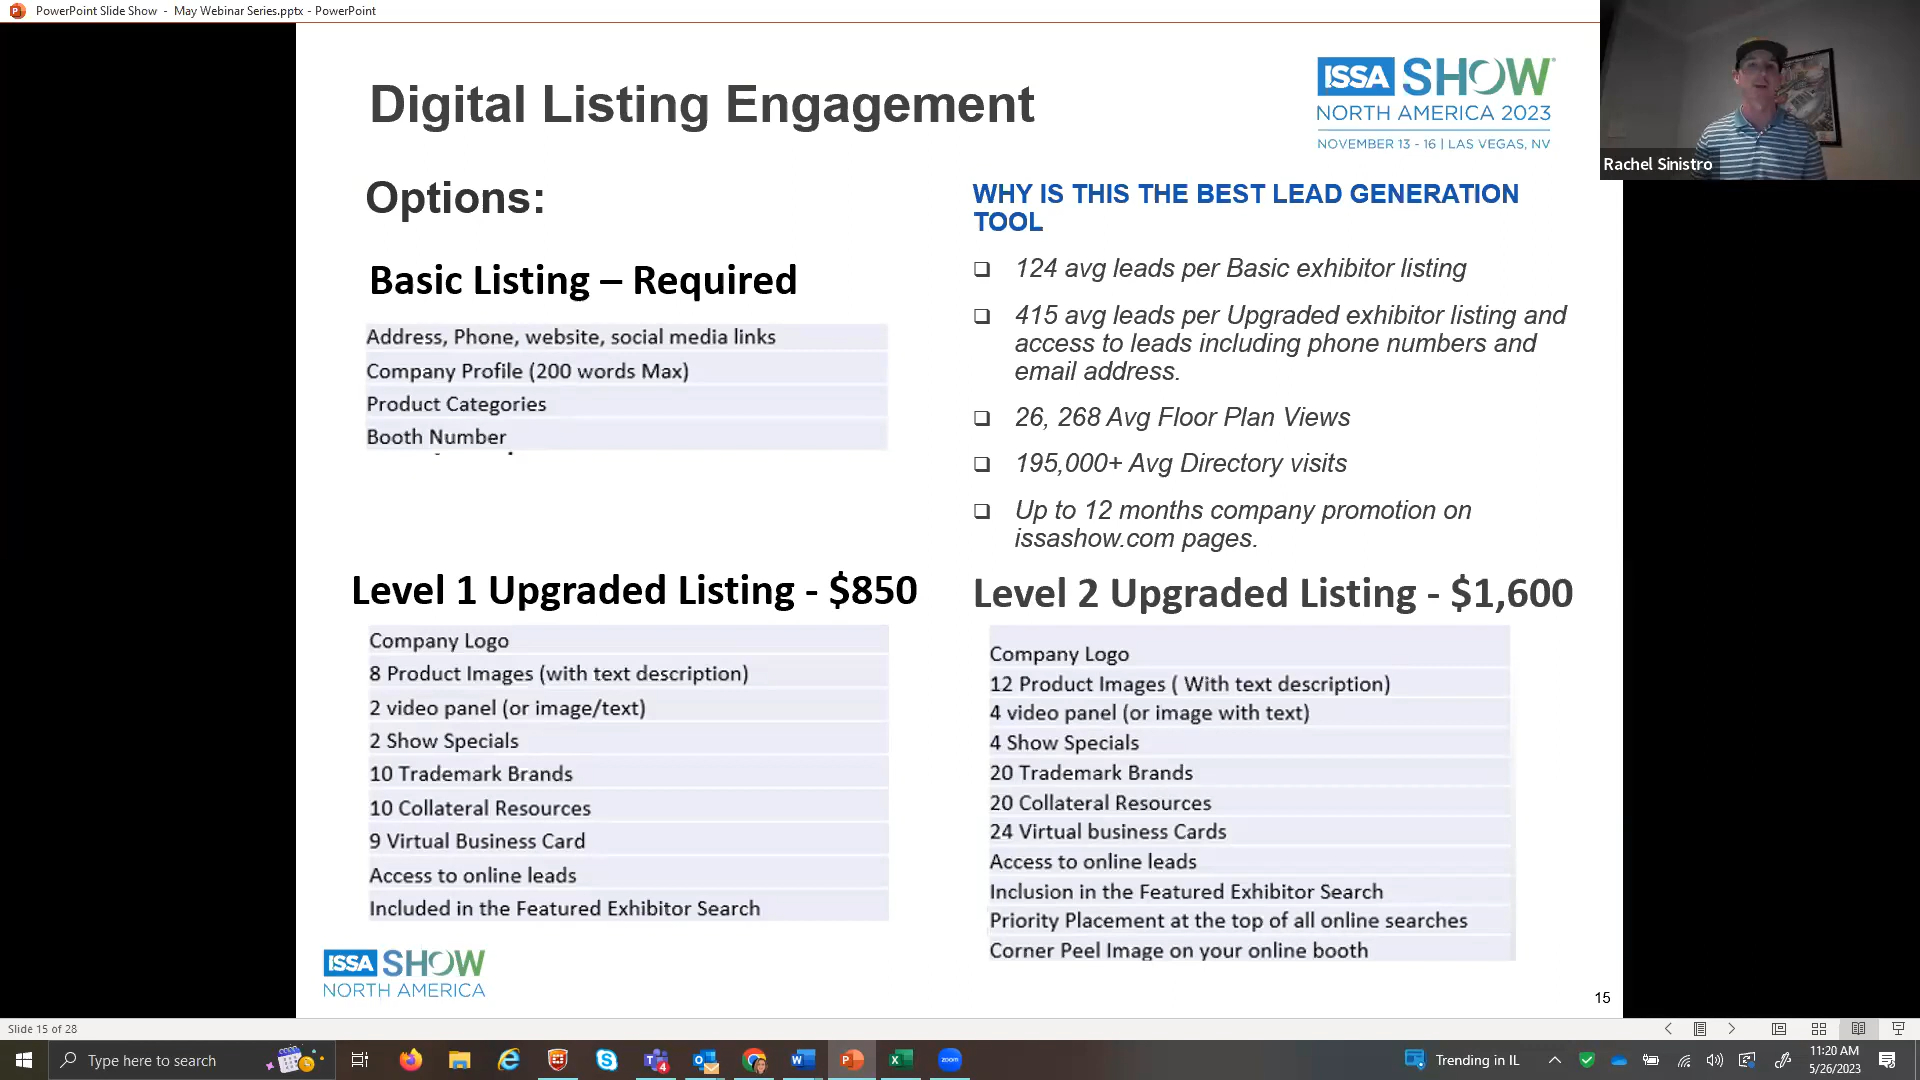 PowerPoint Slide Show - May Webinar Series.pptx - PowerPoint
Digital Listing Engagement
ISSA SHOW
NORTH AMERICA 2023
NOVEMBER 13 - 16 | LAS VEGAS, NV
Rachel Sinistro
Options:
Basic Listing – Required
Address, Phone, website, social media links
Company Profile (200 words Max)
Product Categories
Booth Number
WHY IS THIS THE BEST LEAD GENERATION
TOOL
124 avg leads per Basic exhibitor listing
415 avg leads per Upgraded exhibitor listing and
access to leads including phone numbers and
email address.
26, 268 Avg Floor Plan Views
195,000+ Avg Directory visits
Up to 12 months company promotion on
issashow.com pages.
Level 1 Upgraded Listing - $850
Company Logo
8 Product Images (with text description)
2 video panel (or image/text)
2 Show Specials
10 Trademark Brands
10 Collateral Resources
9 Virtual Business Card
Access to online leads
Included in the Featured Exhibitor Search
Level 2 Upgraded Listing - $1,600
Company Logo
12 Product Images ( With text description)
4 video panel (or image with text)
4 Show Specials
20 Trademark Brands
20 Collateral Resources
24 Virtual business Cards
Access to online leads
Inclusion in the Featured Exhibitor Search
Priority Placement at the top of all online searches
Corner Peel Image on your online booth
ISSA SHOW
NORTH AMERICA
15
Slide 15 of 28
Type here to search
4
zoom
Trending in IL
11:20 AM
5/26/2023